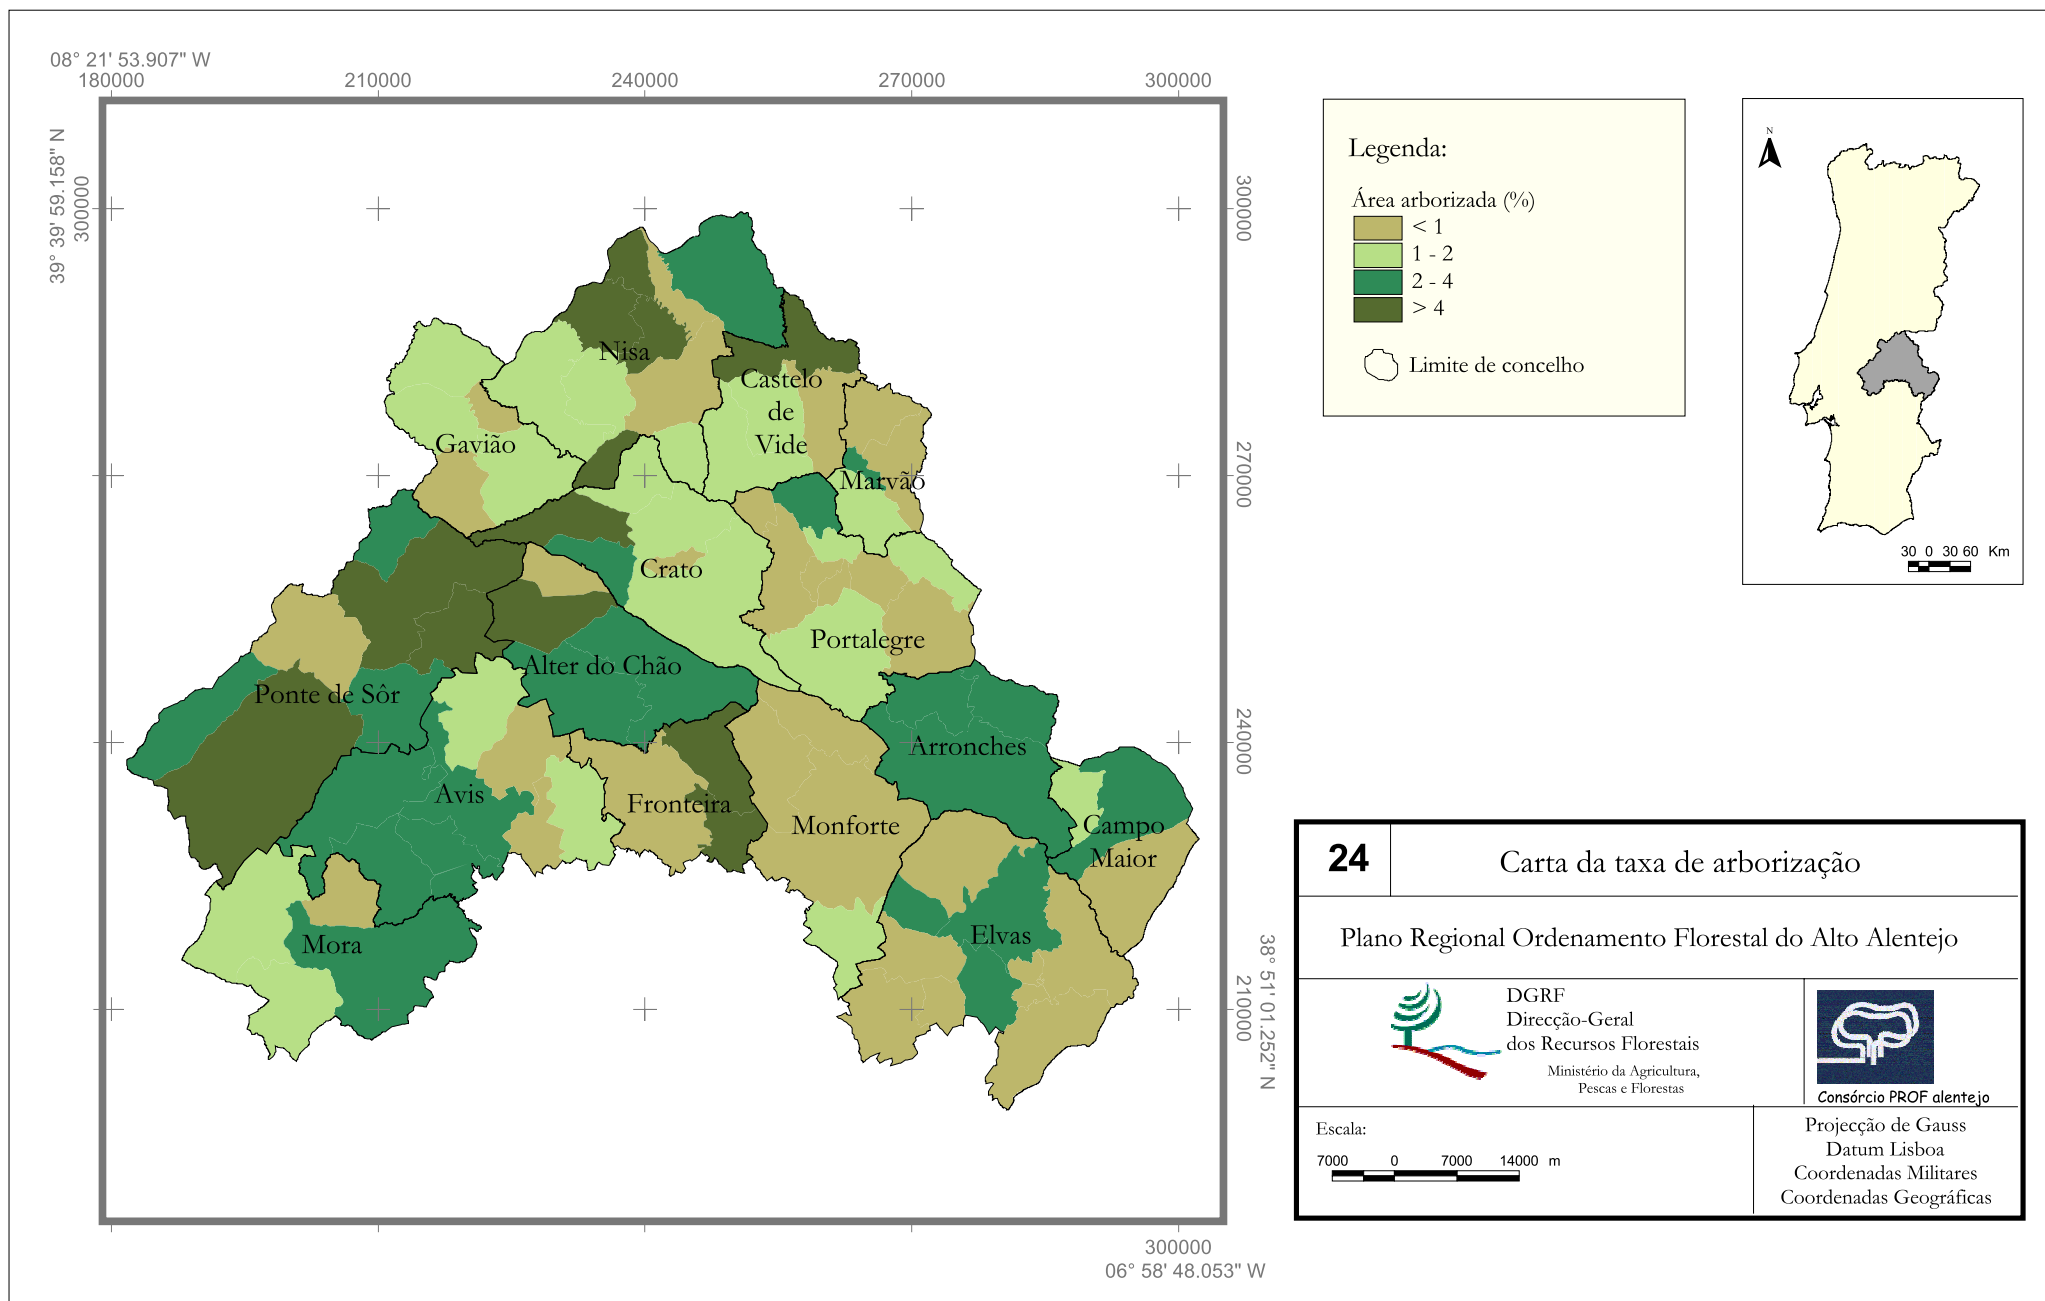 08° 21' 53.907" W
180000
210000
240000
270000
300000
39° 39' 59.158" N
300000
300000
270000
240000
210000
38° 51' 01.252" N
300000
06° 58' 48.053" W
Nisa
Castelo
de
Vide
Gavião
Marvão
Crato
Portalegre
Alter do Chão
Ponte de Sôr
Arronches
Avis
Fronteira
Monforte
Campo
Maior
Elvas
Mora
Legenda:
Área arborizada (%)
< 1
1 - 2
2 - 4
> 4
Limite de concelho
N
30 0 30 60 Km
24
Carta da taxa de arborização
Plano Regional Ordenamento Florestal do Alto Alentejo
DGRF
Direcção-Geral
dos Recursos Florestais
Ministério da Agricultura,
Pescas e Florestas
Consórcio PROF alentejo
Escala:
7000 0 7000 14000 m
Projecção de Gauss
Datum Lisboa
Coordenadas Militares
Coordenadas Geográficas